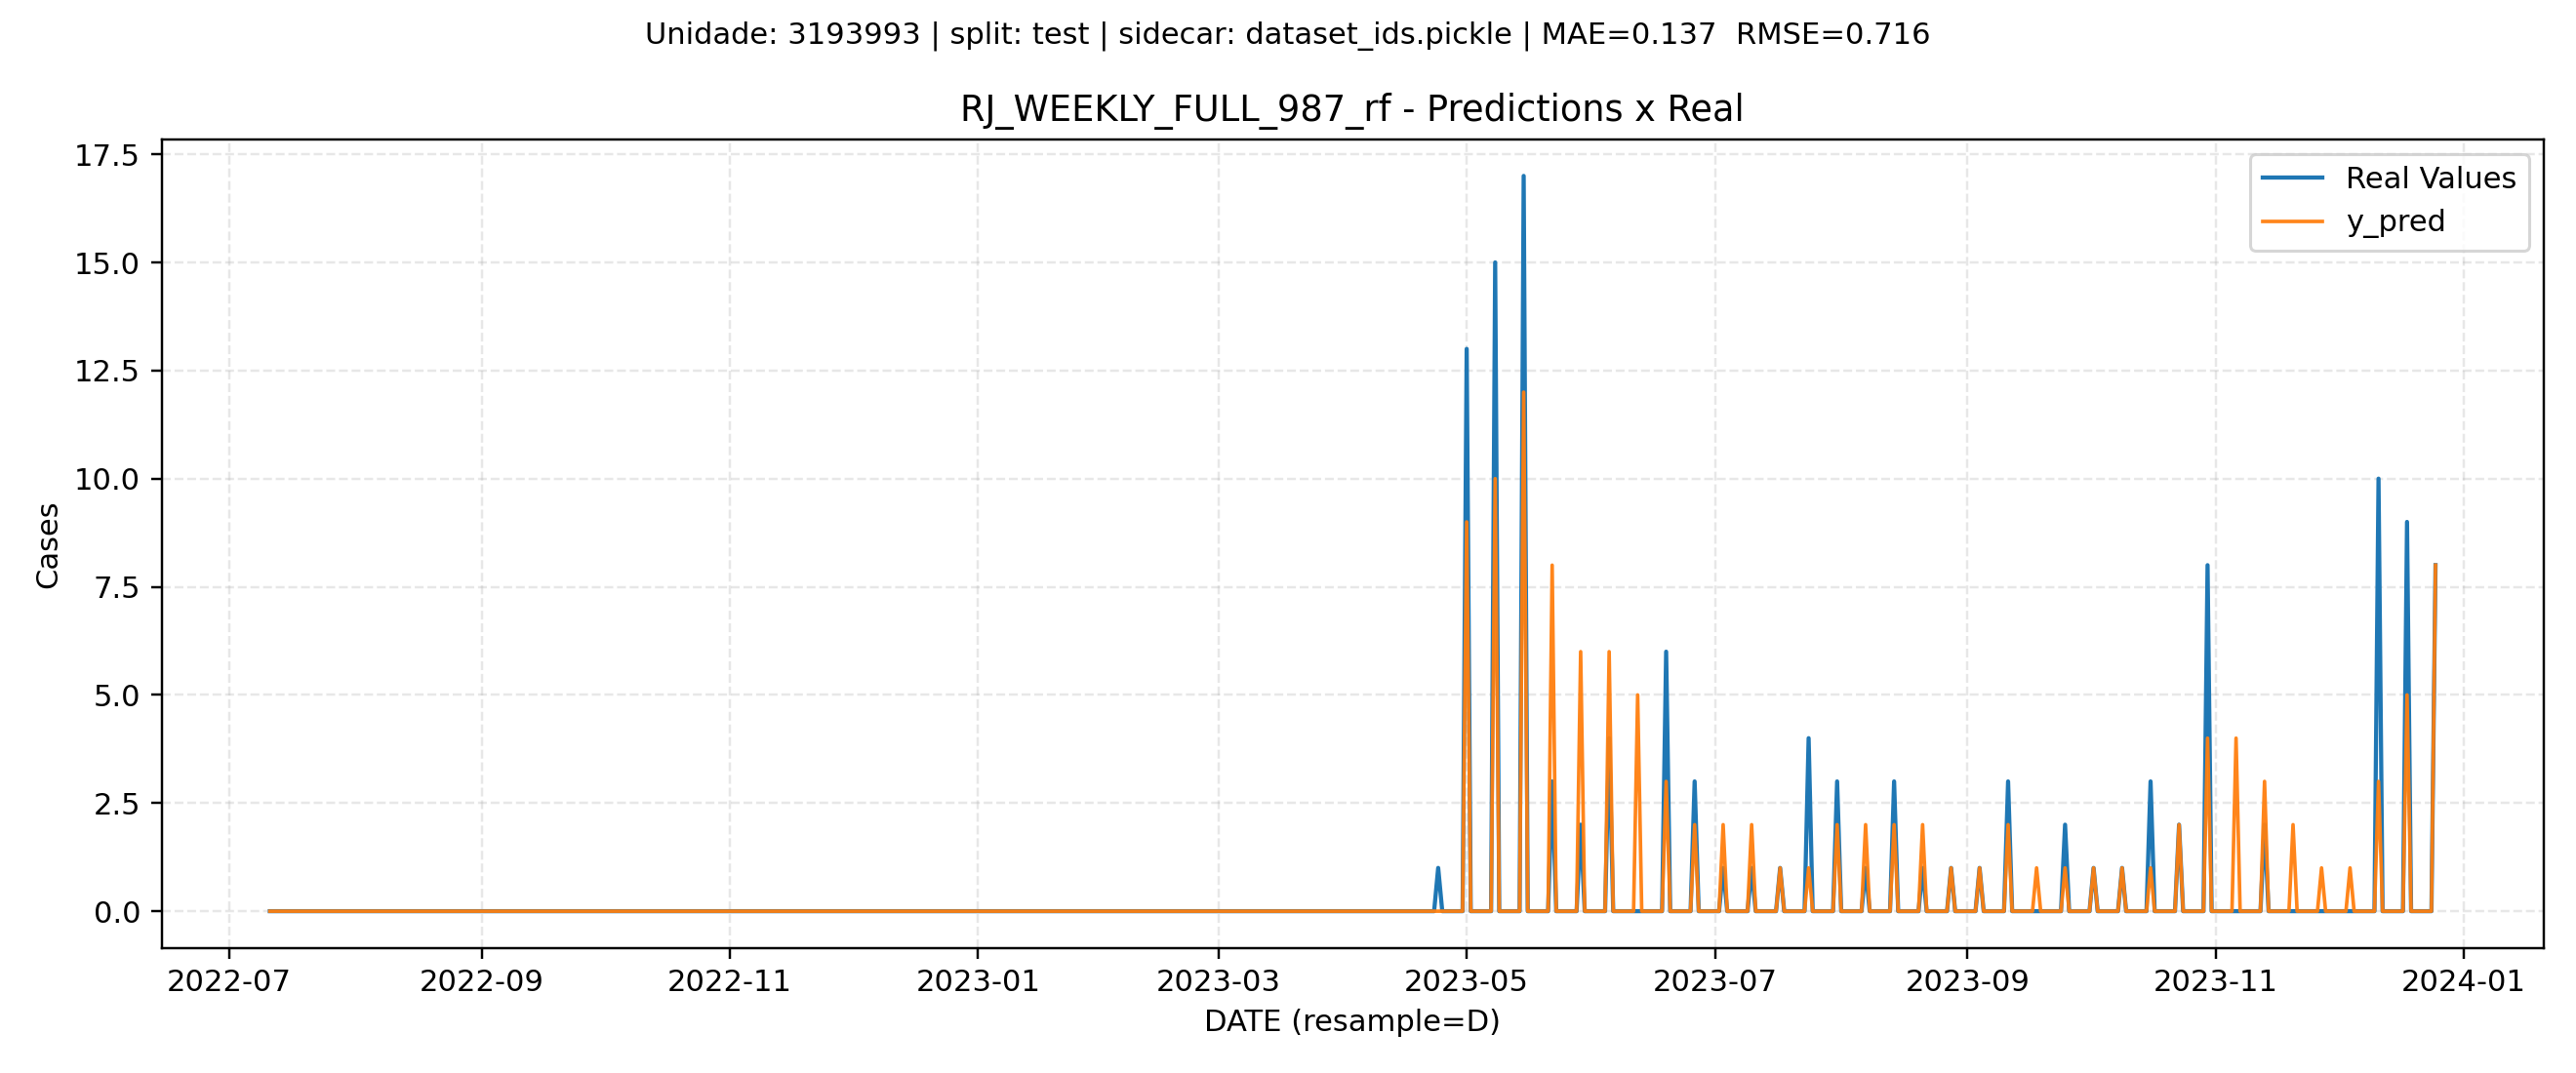 Unidade: 3193993 | split: test | sidecar: dataset_ids.pickle | MAE=0.137  RMSE=0.716
RJ_WEEKLY_FULL_987_rf - Predictions x Real
Real Values
y_pred
17.5
15.0
12.5
10.0
7.5
5.0
2.5
0.0
Cases
2022-07 2022-09 2022-11 2023-01 2023-03 2023-05 2023-07 2023-09 2023-11 2024-01
DATE (resample=D)